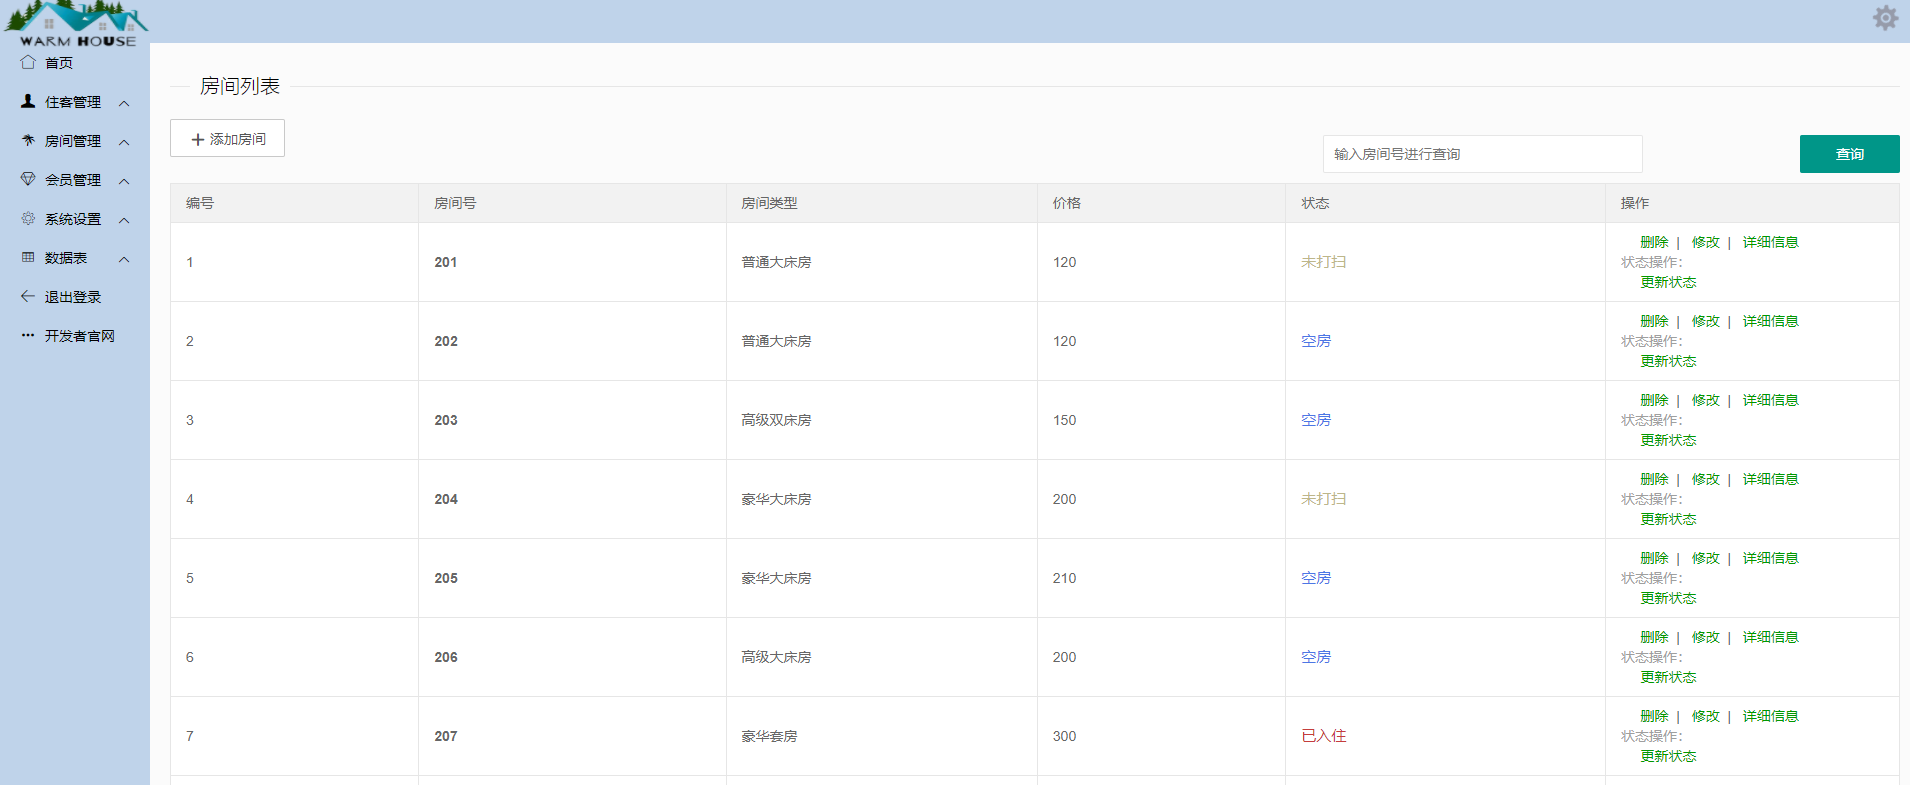 WARM HOUSE
首页
住客管理
房间管理
会员管理
系统设置
数据表
退出登录
开发者官网
房间列表
添加房间
输入房间号进行查询
查询
编号 房间号 房间类型 价格 状态 操作
1 201 普通大床房 120 未打扫 删除 | 修改 | 详细信息
状态操作:
更新状态
2 202 普通大床房 120 空房 删除 | 修改 | 详细信息
状态操作:
更新状态
3 203 高级双床房 150 空房 删除 | 修改 | 详细信息
状态操作:
更新状态
4 204 豪华大床房 200 未打扫 删除 | 修改 | 详细信息
状态操作:
更新状态
5 205 豪华大床房 210 空房 删除 | 修改 | 详细信息
状态操作:
更新状态
6 206 高级大床房 200 空房 删除 | 修改 | 详细信息
状态操作:
更新状态
7 207 豪华套房 300 已入住 删除 | 修改 | 详细信息
状态操作:
更新状态